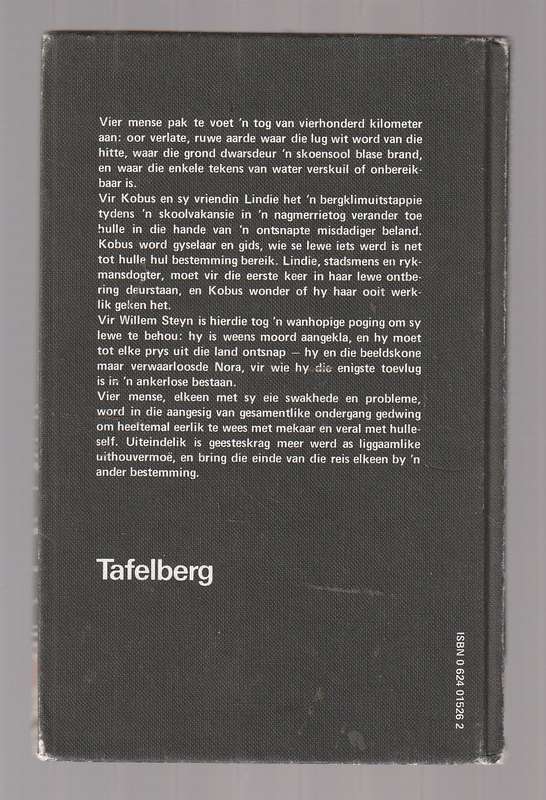 Vier mense pak te voet 'n tog van vierhonderd kilometer
aan: oor verlate, ruwe aarde waar die lug wit word van die
hitte, waar die grond dwarsdeur 'n skoensool blase brand,
en waar die enkele tekens van water verskuil of onbereik-
baar is.
Vir Kobus en sy vriendin Lindie het 'n bergklimuitstappie
tydens 'n skoolvakansie in 'n nagmerrietog verander toe
hulle in die hande van 'n ontsnapte misdadiger beland.
Kobus word gyselaar en gids, wie se lewe iets werd is net
tot hulle hul bestemming bereik. Lindie, stadsmens en ryk-
mansdogter, moet vir die eerste keer in haar lewe ontbe-
ring deurstaan, en Kobus wonder of hy haar ooit werk-
lik geken het.
Vir Willem Steyn is hierdie tog 'n wanhopige poging om sy
lewe te behou: hy is weens moord aangekla, en hy moet
tot elke prys uit die land ontsnap – hy en die beeldskone
maar verwaarloosde Nora, vir wie hy die enigste toevlug
is in 'n ankerlose bestaan.
Vier mense, elkeen met sy eie swakhede en probleme,
word in die aangesig van gesamentlike ondergang gedwing
om heeltemal eerlik te wees met mekaar en veral met hulle-
self. Uiteindelik is geesteskrag meer werd as liggaamlike
uithouvermoë, en bring die einde van die reis elkeen by 'n
ander bestemming.
Tafelberg
ISBN 0 624 01526 2